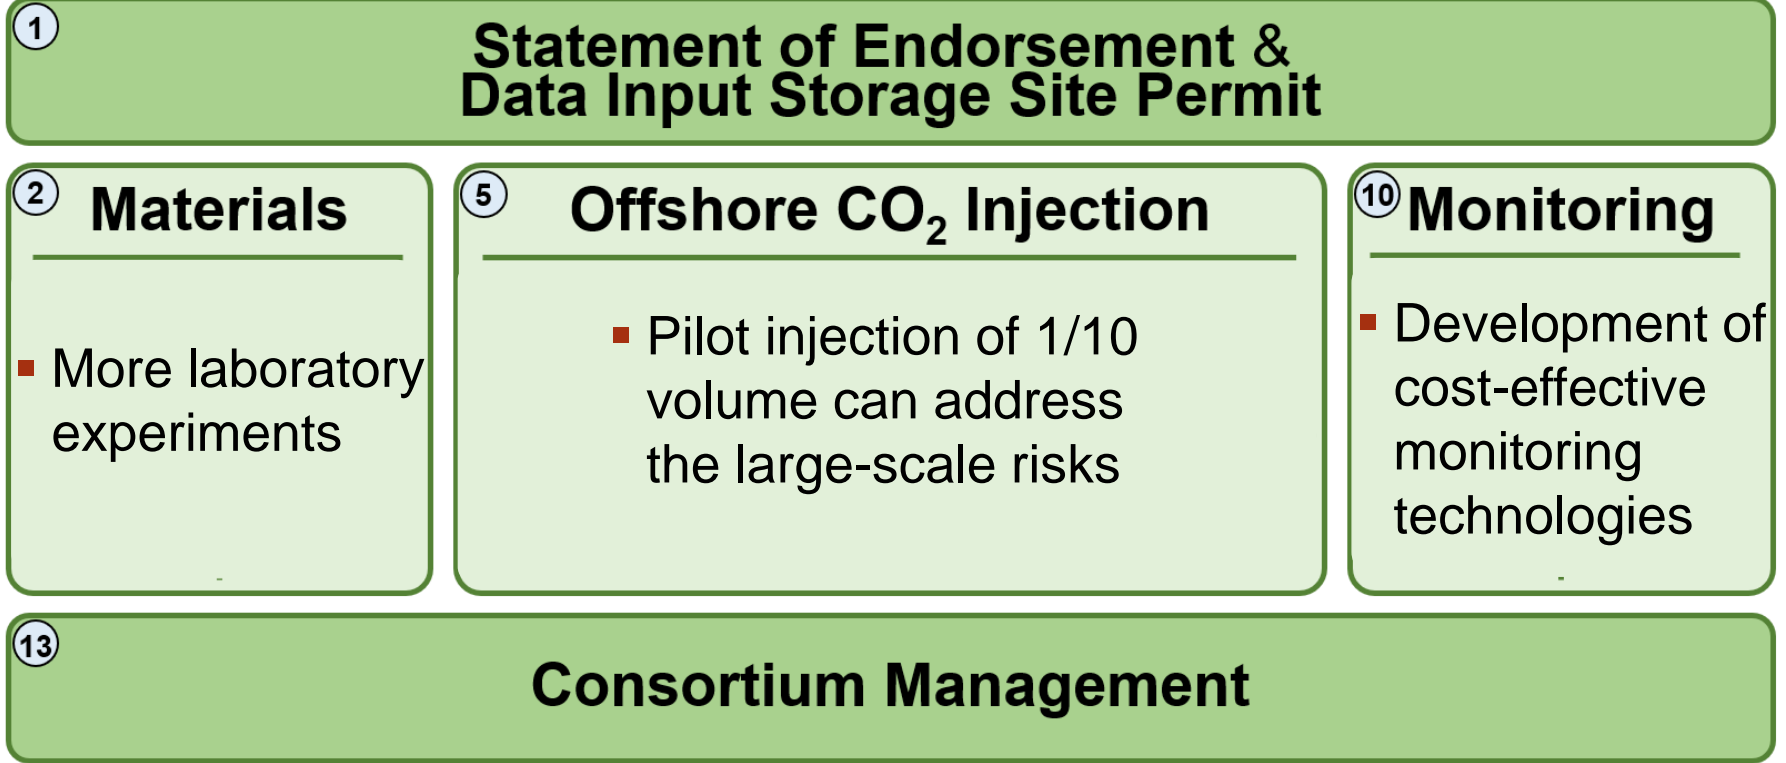 1
Statement of Endorsement &
Data Input Storage Site Permit
2
Materials
▪ More laboratory
experiments
5
Offshore CO₂ Injection
▪ Pilot injection of 1/10
volume can address
the large-scale risks
10
Monitoring
▪ Development of
cost-effective
monitoring
technologies
13
Consortium Management